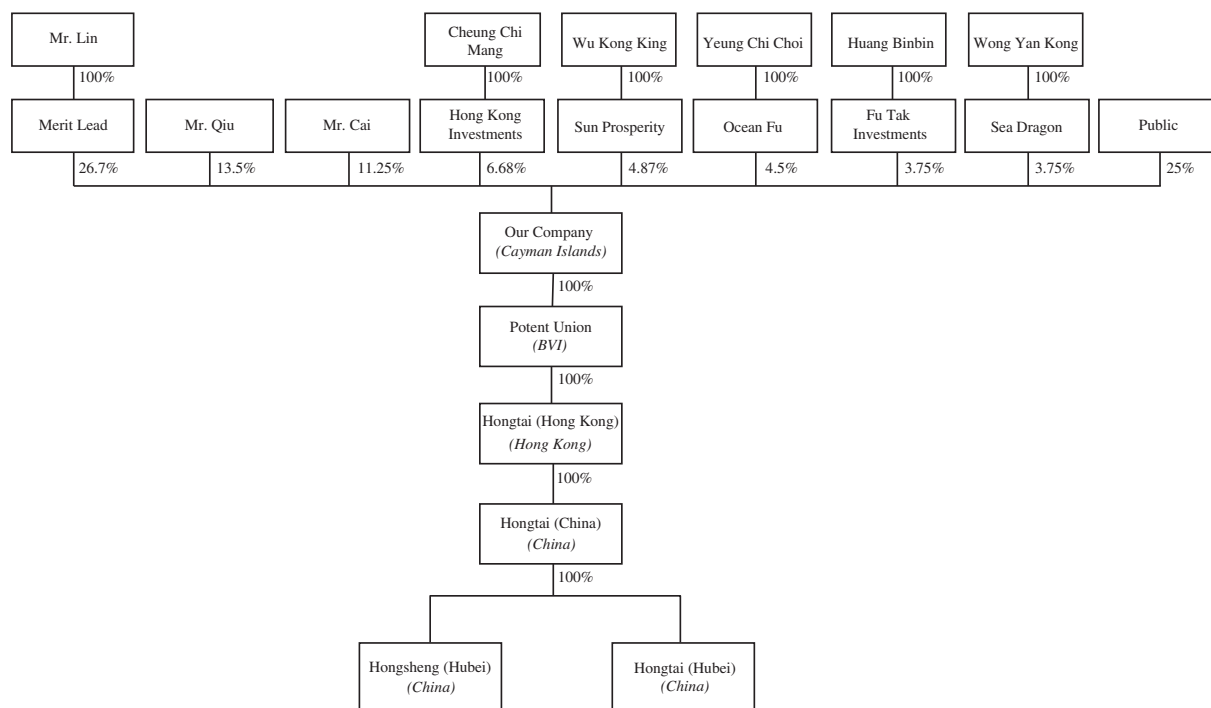 Mr. Lin
Cheung Chi
Mang
Wu Kong King
Yeung Chi Choi
Huang Binbin
Wong Yan Kong
100%
100%
100%
100%
100%
100%
Merit Lead
Mr. Qiu
Mr. Cai
Hong Kong
Investments
Sun Prosperity
Ocean Fu
Fu Tak
Investments
Sea Dragon
Public
26.7%
13.5%
11.25%
6.68%
4.87%
4.5%
3.75%
3.75%
25%
Our Company
(Cayman Islands)
100%
Potent Union
(BVI)
100%
Hongtai (Hong Kong)
(Hong Kong)
100%
Hongtai (China)
(China)
100%
Hongsheng (Hubei)
(China)
Hongtai (Hubei)
(China)